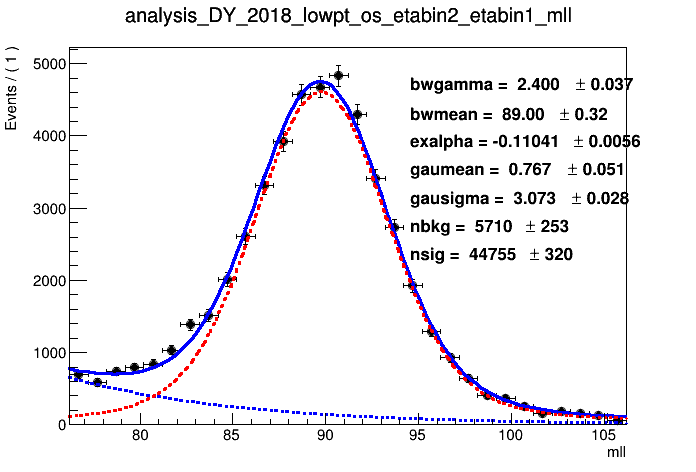 analysis_DY_2018_lowpt_os_etabin2_etabin1_mll
Events / ( 1 )
5000
4000
3000
2000
1000
0
bwgamma = 2.400 ± 0.037
bwmean = 89.00 ± 0.32
exalpha = -0.11041 ± 0.0056
gaumean = 0.767 ± 0.051
gausigma = 3.073 ± 0.028
nbkg = 5710 ± 253
nsig = 44755 ± 320
80 85 90 95 100 105
mll